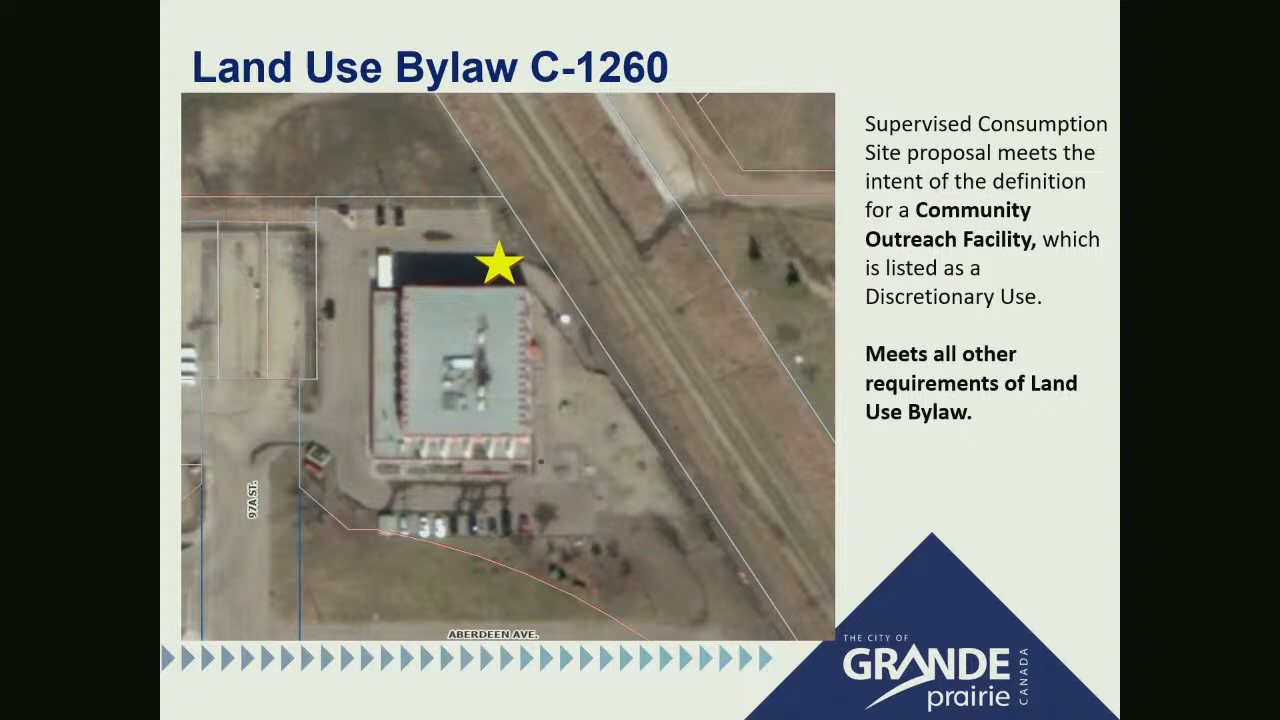 Land Use Bylaw C-1260
Supervised Consumption
Site proposal meets the
intent of the definition
for a Community
Outreach Facility, which
is listed as a
Discretionary Use.
Meets all other
requirements of Land
Use Bylaw.
97A ST.
ABERDEEN AVE.
THE CITY OF
GRANDE
prairie
CANADA